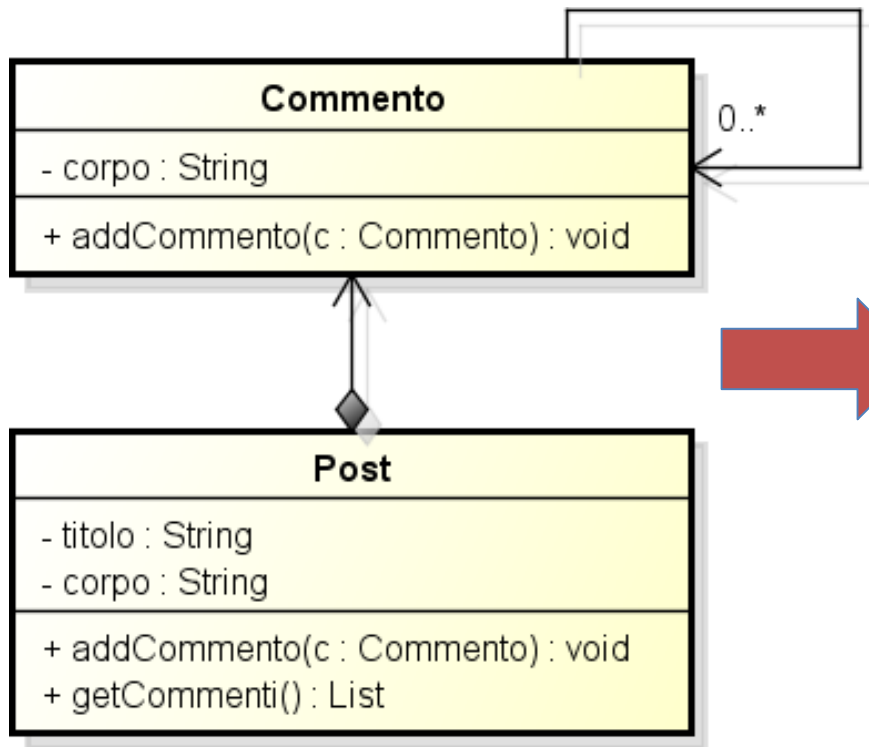 Commento
0..*
- corpo : String
+ addCommento(c : Commento) : void
Post
- titolo : String
- corpo : String
+ addCommento(c : Commento) : void
+ getCommenti() : List